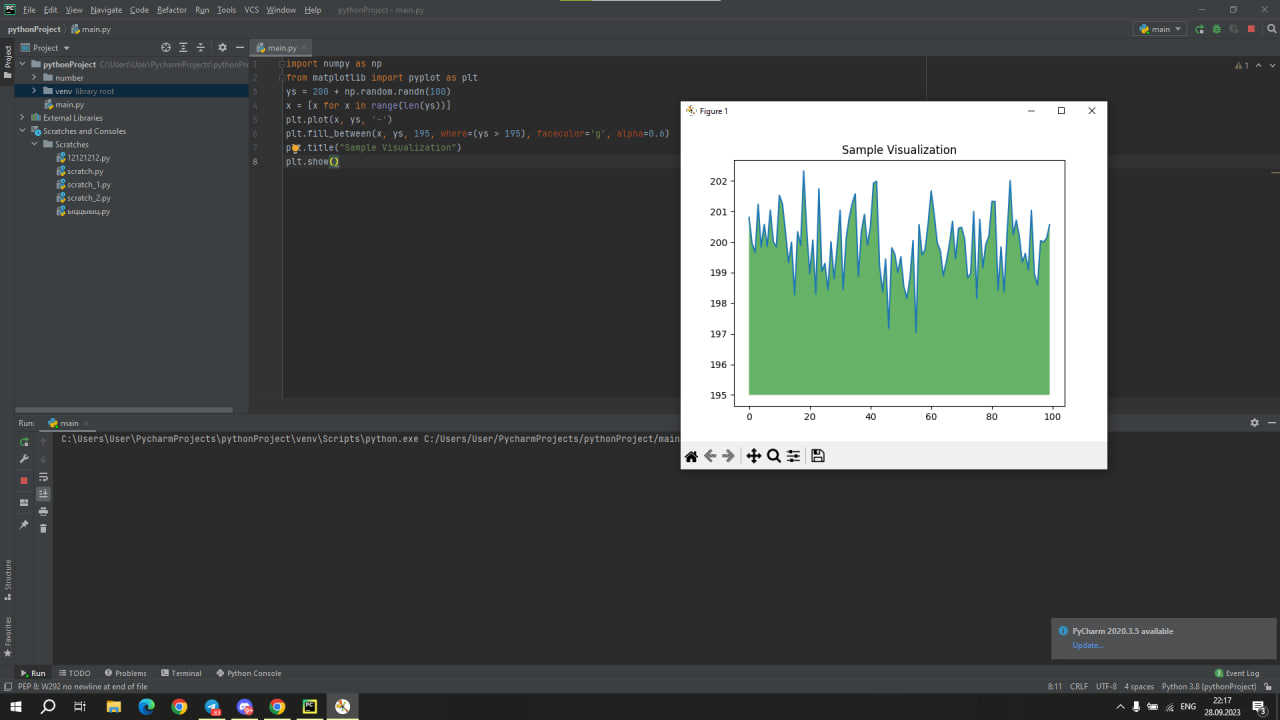 File Edit View Navigate Code Refactor Run Tools VCS Window Help pythonProject - main.py
pythonProject main.py main
Project main.py
pythonProject C:\Users\User\PycharmProjects\pythonPro
number
venv library root
main.py
External Libraries
Scratches and Consoles
Scratches
12121212.py
scratch.py
scratch_1.py
scratch_2.py
ыццыыц.py
1 import numpy as np
2 from matplotlib import pyplot as plt
3 ys = 200 + np.random.randn(100)
4 x = [x for x in range(len(ys))]
5 plt.plot(x, ys, '-')
6 plt.fill_between(x, ys, 195, where=(ys > 195), facecolor='g', alpha=0.6)
7 plt.title("Sample Visualization")
8 plt.show()
1
Figure 1
Sample Visualization
202
201
200
199
198
197
196
195
0 20 40 60 80 100
Run: main
C:\Users\User\PycharmProjects\pythonProject\venv\Scripts\python.exe C:/Users/User/PycharmProjects/pythonProject/main
Project
Structure
Favorites
PyCharm 2020.3.5 available
Update...
Run TODO Problems Terminal Python Console 1 Event Log
PEP 8: W292 no newline at end of file 8:11 CRLF UTF-8 4 spaces Python 3.8 (pythonProject)
ENG 22:17
28.09.2023 3